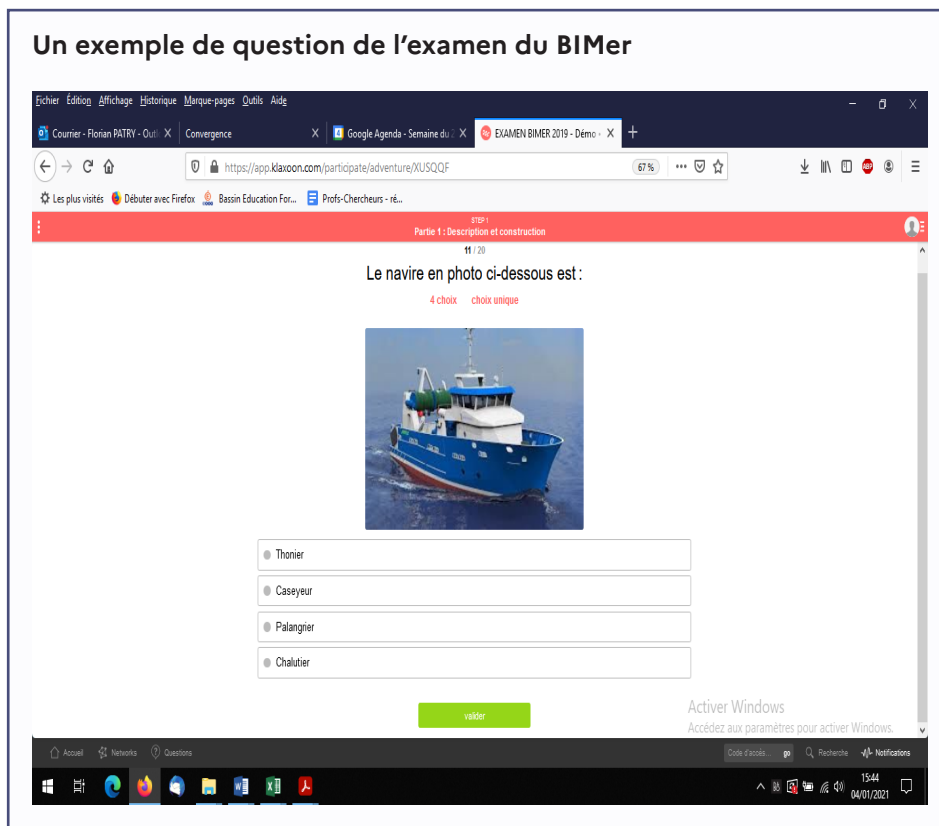 Un exemple de question de l’examen du BIMer
Fichier Édition Affichage Historique Marque-pages Outils Aide
Courrier - Florian PATRY - Outl X Convergence X Google Agenda - Semaine du 2 X EXAMEN BIMER 2019 - Démo - X +
https://app.klaxoon.com/participate/adventure/XUSQQF 67 %
Les plus visités Débuter avec Firefox Bassin Education For... Profs-Chercheurs - ré...
STEP 1
Partie 1 : Description et construction
11 / 20
Le navire en photo ci-dessous est :
4 choix choix unique
Thonier
Caseyeur
Palangrier
Chalutier
valider
Activer Windows
Accédez aux paramètres pour activer Windows.
Accueil Networks Questions Code d'accès... go Recherche Notifications
15:44
04/01/2021